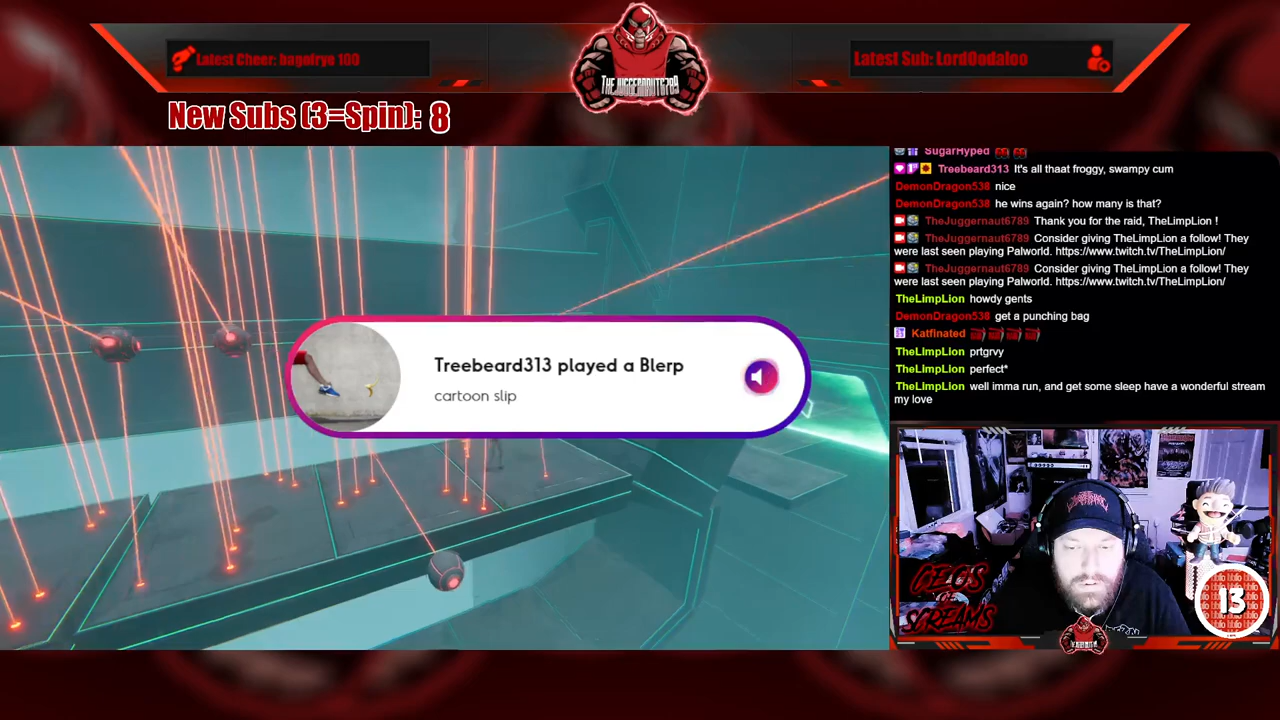 Latest Cheer: bagofrye 100
THEJUGGERNAUT6789
Latest Sub: LordOodaloo
New Subs (3=Spin): 8
SugarHyped
Treebeard313 It's all thaat froggy, swampy cum
DemonDragon538 nice
DemonDragon538 he wins again? how many is that?
TheJuggernaut6789 Thank you for the raid, TheLimpLion !
TheJuggernaut6789 Consider giving TheLimpLion a follow! They
were last seen playing Palworld. https://www.twitch.tv/TheLimpLion/
TheJuggernaut6789 Consider giving TheLimpLion a follow! They
were last seen playing Palworld. https://www.twitch.tv/TheLimpLion/
TheLimpLion howdy gents
DemonDragon538 get a punching bag
Katfinated
TheLimpLion prtgrvy
TheLimpLion perfect*
TheLimpLion well imma run, and get some sleep have a wonderful stream
my love
Treebeard313 played a Blerp
cartoon slip
SCREAMS
13